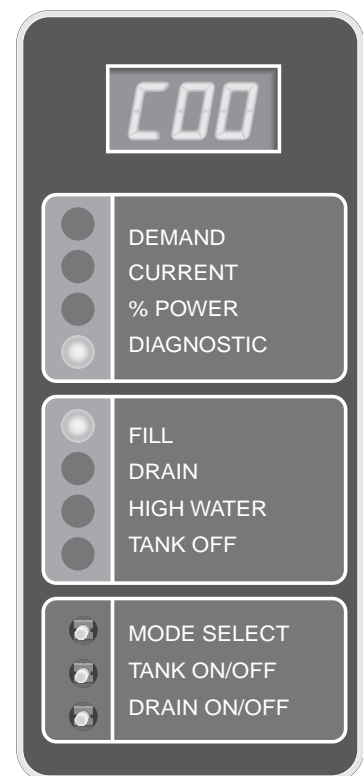 C00
DEMAND
CURRENT
% POWER
DIAGNOSTIC
FILL
DRAIN
HIGH WATER
TANK OFF
MODE SELECT
TANK ON/OFF
DRAIN ON/OFF